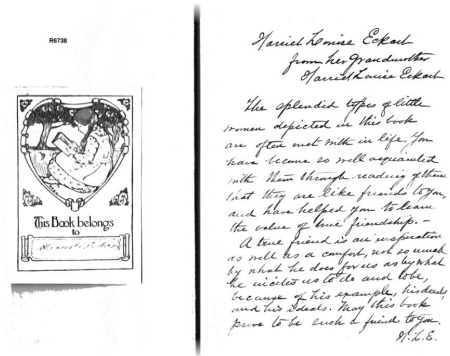 R6738
This Book belongs
to
Harriet Louise Eckart
from her Grandmother
Harriet Louise Eckart
The splendid types of little
women depicted in this book
are often met with in life. You
have become so well acquainted
with them through reading of them
that they are like friends to you,
and have helped you to learn
the value of true friendship. –
A true friend is an inspiration
as well as a comfort, not so much
by what he does for us as by what
he incites us to do and to be,
because of his example, his deeds
and his ideals. May this book
prove to be such a friend to you.
H. L. E.